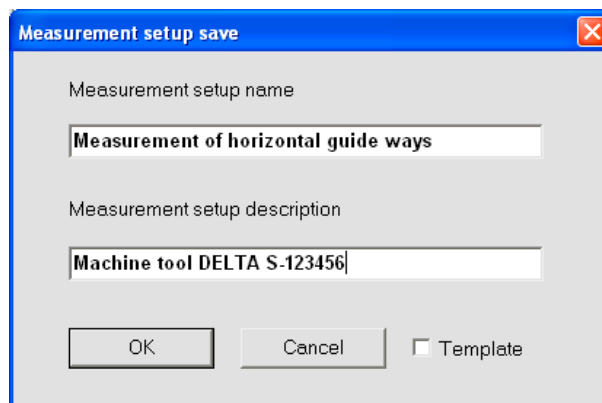 Measurement setup save
Measurement setup name
Measurement of horizontal guide ways
Measurement setup description
Machine tool DELTA S-123456
OK Cancel Template